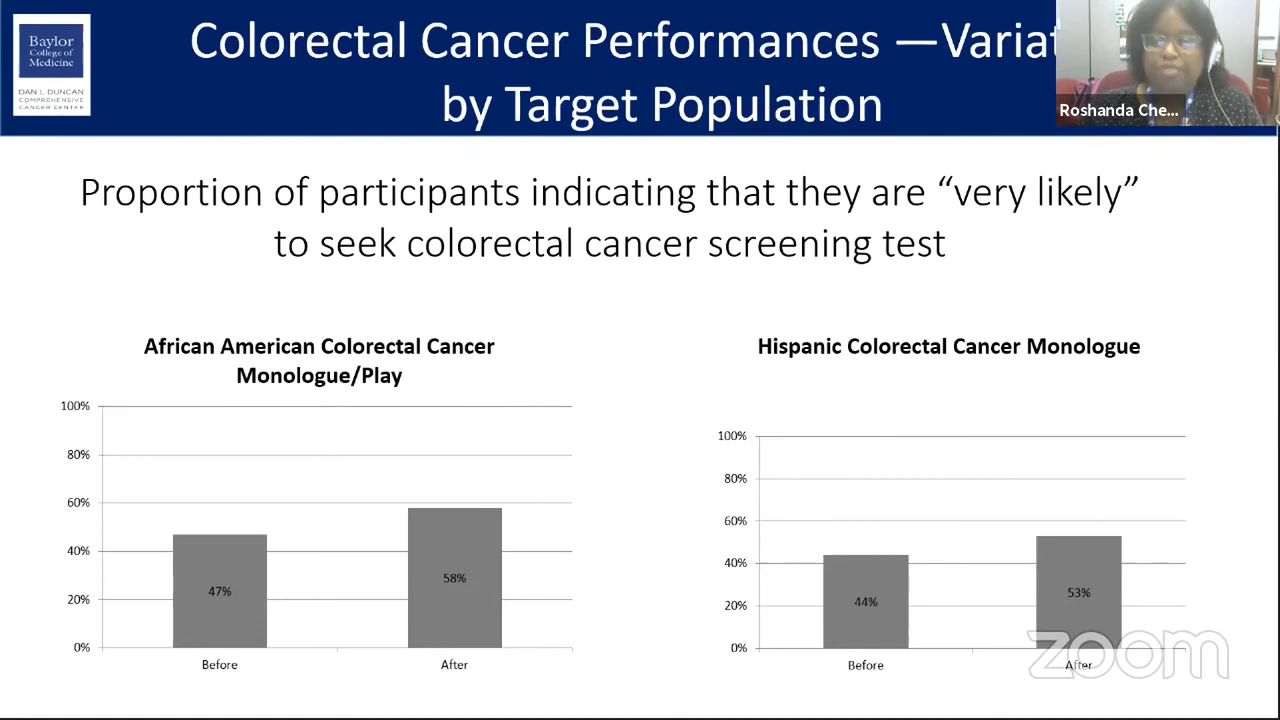 Baylor
College of
Medicine
DAN L DUNCAN
COMPREHENSIVE
CANCER CENTER
Colorectal Cancer Performances —Variat
by Target Population
Roshanda Che...
Proportion of participants indicating that they are “very likely”
to seek colorectal cancer screening test
African American Colorectal Cancer
Monologue/Play
100%
80%
60%
40%
20%
0%
47%
58%
Before
After
Hispanic Colorectal Cancer Monologue
100%
80%
60%
40%
20%
0%
44%
53%
Before
After
zoom